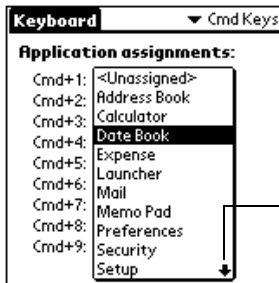 Keyboard ▼ Cmd Keys
Application assignments:
Cmd+1: <Unassigned>
Cmd+2: Address Book
Cmd+3: Calculator
Cmd+4: Date Book
Cmd+5: Expense
Cmd+6: Launcher
Cmd+7: Mail
Cmd+8: Memo Pad
Cmd+9: Preferences
Security
Setup